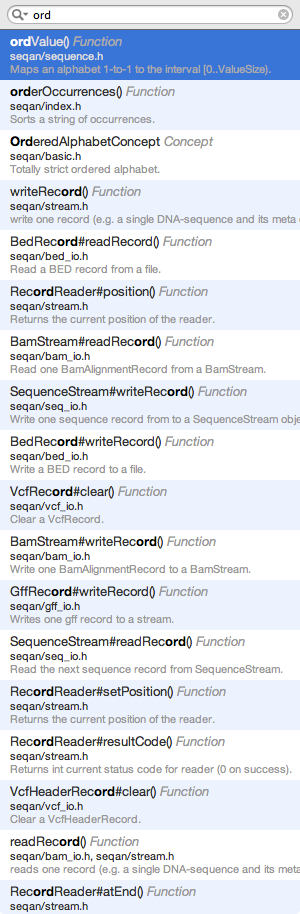 ord
ordValue() Function
seqan/sequence.h
Maps an alphabet 1-to-1 to the interval [0..ValueSize).
orderOccurrences() Function
seqan/index.h
Sorts a string of occurrences.
OrderedAlphabetConcept Concept
seqan/basic.h
Totally strict ordered alphabet.
writeRecord() Function
seqan/stream.h
write one record (e.g. a single DNA-sequence and its meta
BedRecord#readRecord() Function
seqan/bed_io.h
Read a BED record from a file.
RecordReader#position() Function
seqan/stream.h
Returns the current position of the reader.
BamStream#readRecord() Function
seqan/bam_io.h
Read one BamAlignmentRecord from a BamStream.
SequenceStream#writeRecord() Function
seqan/seq_io.h
Write one sequence record from to a SequenceStream obje
BedRecord#writeRecord() Function
seqan/bed_io.h
Write a BED record to a file.
VcfRecord#clear() Function
seqan/vcf_io.h
Clear a VcfRecord.
BamStream#writeRecord() Function
seqan/bam_io.h
Write one BamAlignmentRecord to a BamStream.
GffRecord#writeRecord() Function
seqan/gff_io.h
Writes one gff record to a stream.
SequenceStream#readRecord() Function
seqan/seq_io.h
Read the next sequence record from SequenceStream.
RecordReader#setPosition() Function
seqan/stream.h
Returns the current position of the reader.
RecordReader#resultCode() Function
seqan/stream.h
Returns int current status code for reader (0 on success).
VcfHeaderRecord#clear() Function
seqan/vcf_io.h
Clear a VcfHeaderRecord.
readRecord() Function
seqan/bam_io.h, seqan/stream.h
reads one record (e.g. a single DNA-sequence and its meta
RecordReader#atEnd() Function
seqan/stream.h